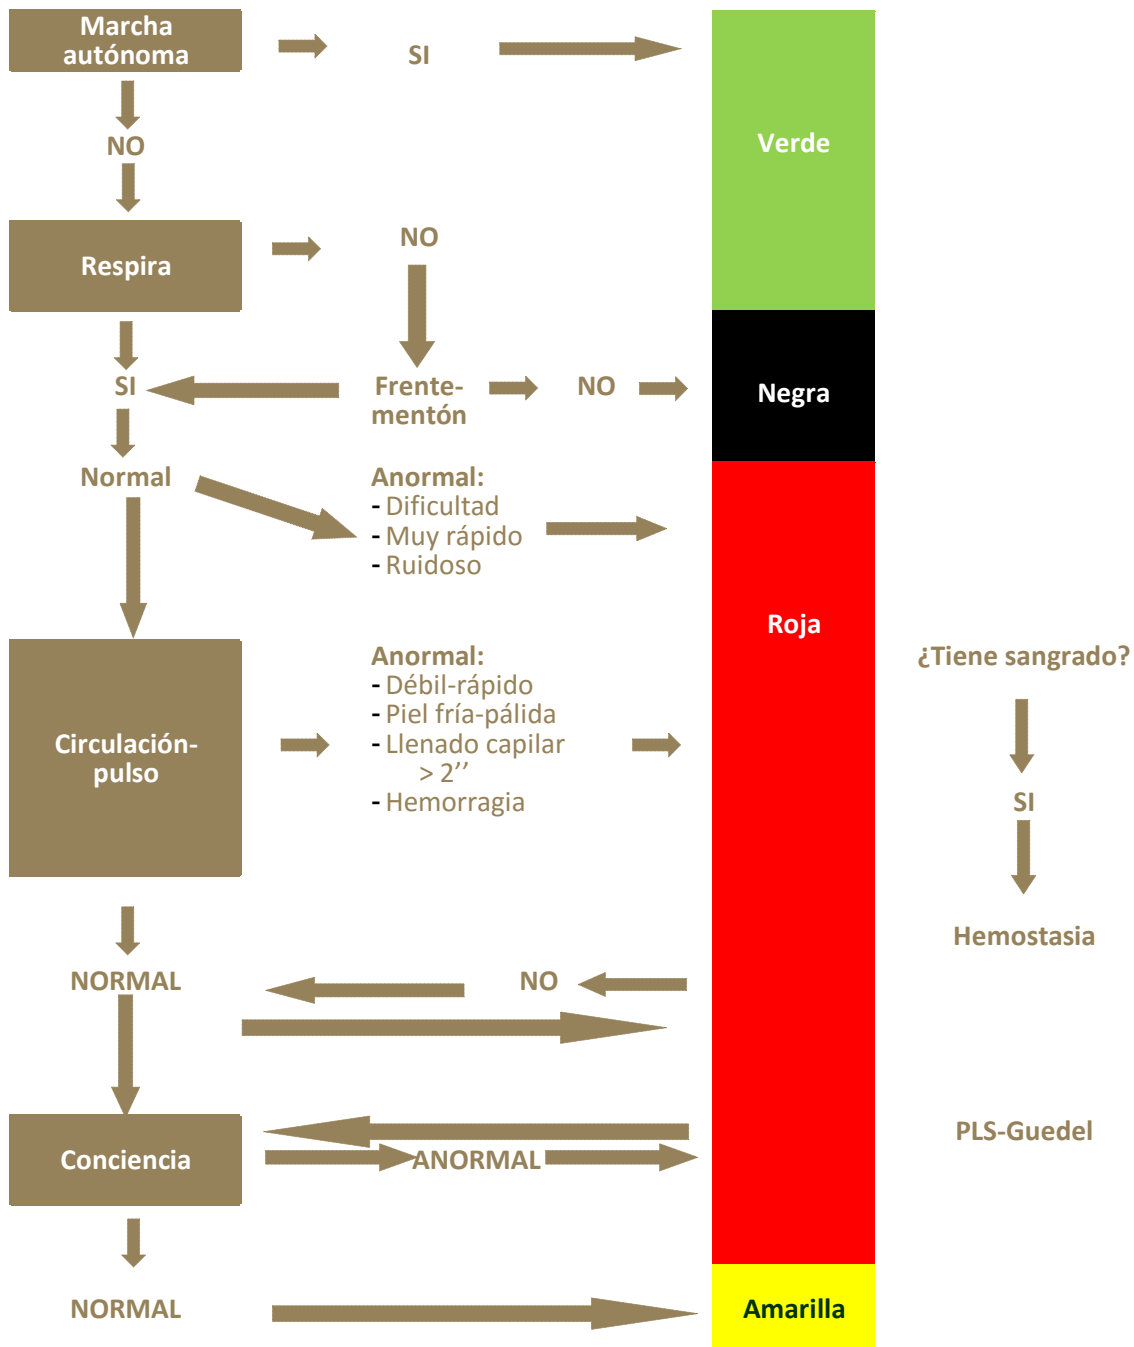 Marcha
autónoma
SI
NO
Verde
Respira
NO
SI
Frente-
mentón
NO
Negra
Normal
Anormal:
- Dificultad
- Muy rápido
- Ruidoso
Roja
¿Tiene sangrado?
Circulación-
pulso
Anormal:
- Débil-rápido
- Piel fría-pálida
- Llenado capilar
> 2’’
- Hemorragia
SI
Hemostasia
NORMAL
NO
Conciencia
ANORMAL
PLS-Guedel
NORMAL
Amarilla